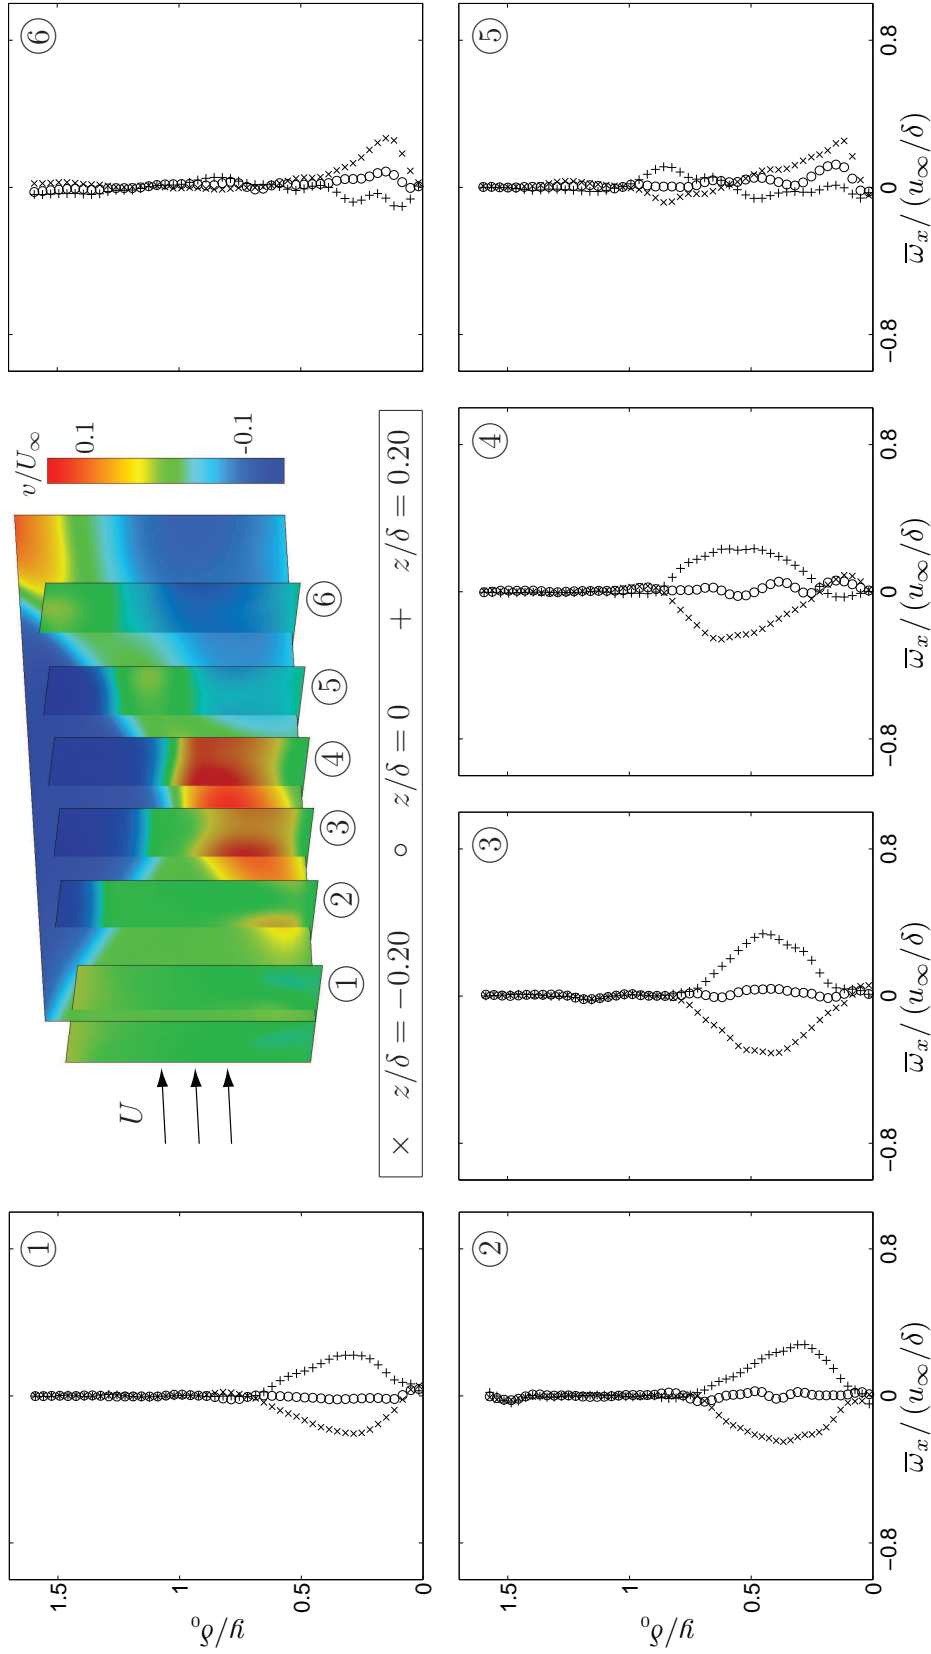 ①
1.5
1
0.5
0
y/δ₀
U
v/U∞
0.1
-0.1
① ② ③ ④ ⑤ ⑥
× z/δ = −0.20 ○ z/δ = 0 + z/δ = 0.20
⑥
②
1.5
1
0.5
0
y/δ₀
−0.8 0 0.8
ω̅ₓ/ (u∞/δ)
③
−0.8 0 0.8
ω̅ₓ/ (u∞/δ)
④
−0.8 0 0.8
ω̅ₓ/ (u∞/δ)
⑤
−0.8 0 0.8
ω̅ₓ/ (u∞/δ)